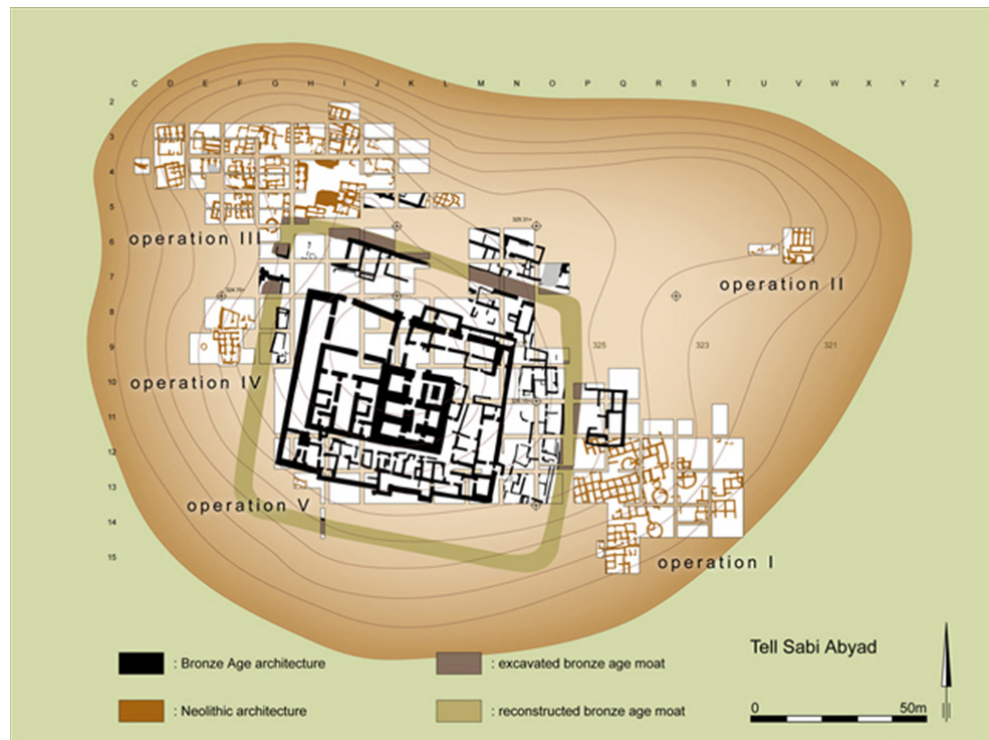 C D E F G H I J K L M N O P Q R S T U V W X Y Z
2
3
4
5
6
7
8
9
10
11
12
13
14
15
operation III
operation II
325
323
321
operation IV
operation V
operation I
: Bronze Age architecture
: excavated bronze age moat
: Neolithic architecture
: reconstructed bronze age moat
Tell Sabi Abyad
0 50m